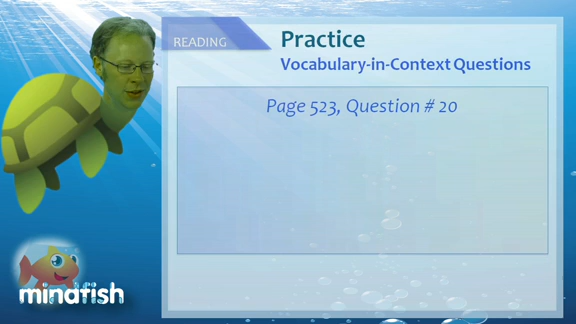 READING
Practice
Vocabulary-in-Context Questions
Page 523, Question # 20
minafish